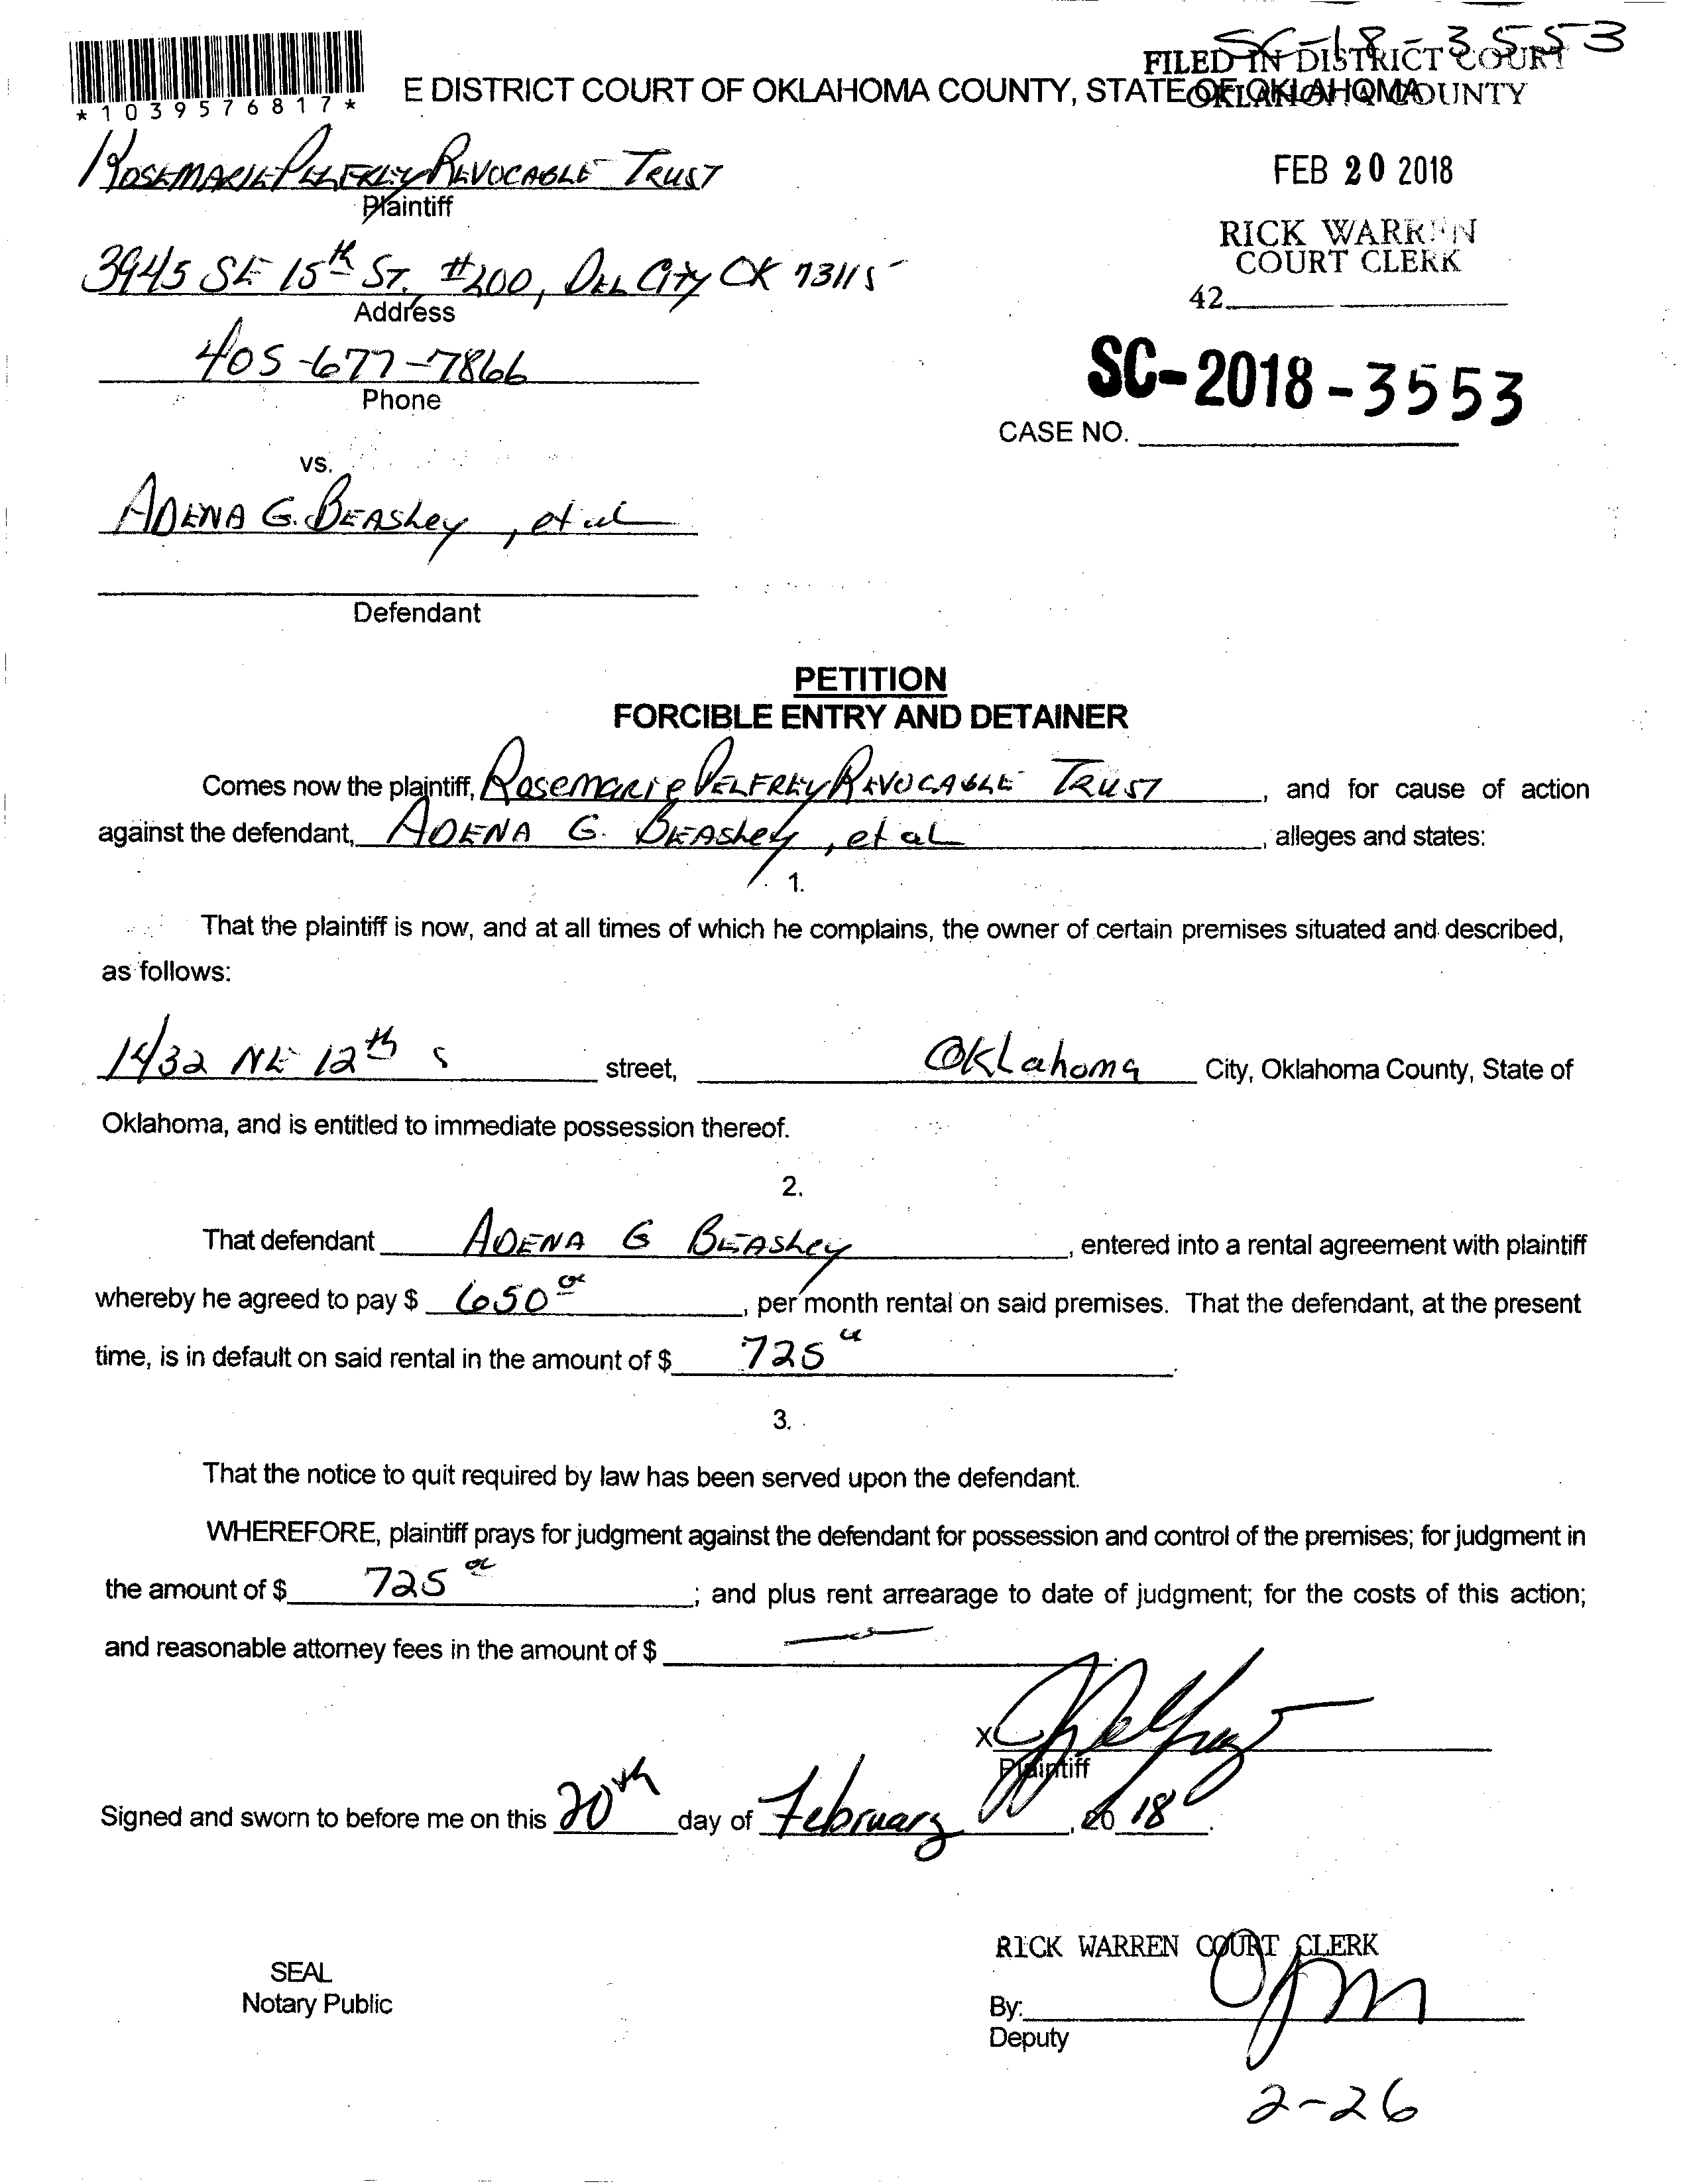 SC-18-3553
FILED IN DISTRICT COURT
OKLAHOMA COUNTY
*1039576817*
E DISTRICT COURT OF OKLAHOMA COUNTY, STATE OF OKLAHOMA
ROSEMARIE PELFREY REVOCABLE TRUST
Plaintiff
FEB 20 2018
RICK WARREN
COURT CLERK
42
3945 SE 15th ST. #200, DEL CITY OK 73115
Address
405-677-7866
Phone
SC-2018-3553
CASE NO.
vs.
ADENA G. BEASLEY, et al
Defendant
PETITION
FORCIBLE ENTRY AND DETAINER
Comes now the plaintiff, Rosemarie PELFREY REVOCABLE TRUST, and for cause of action
against the defendant, ADENA G. BEASLEY, et al, alleges and states:
1.
That the plaintiff is now, and at all times of which he complains, the owner of certain premises situated and described,
as follows:
1432 NE 12th S street, Oklahoma City, Oklahoma County, State of
Oklahoma, and is entitled to immediate possession thereof.
2.
That defendant ADENA G BEASLEY, entered into a rental agreement with plaintiff
whereby he agreed to pay $ 650 00, per month rental on said premises. That the defendant, at the present
time, is in default on said rental in the amount of $ 725 00.
3.
That the notice to quit required by law has been served upon the defendant.
WHEREFORE, plaintiff prays for judgment against the defendant for possession and control of the premises; for judgment in
the amount of $ 725 00; and plus rent arrearage to date of judgment; for the costs of this action;
and reasonable attorney fees in the amount of $
X
Plaintiff
Signed and sworn to before me on this 20th day of February, 2018.
RICK WARREN COURT CLERK
SEAL
Notary Public
By:
Deputy
2-26